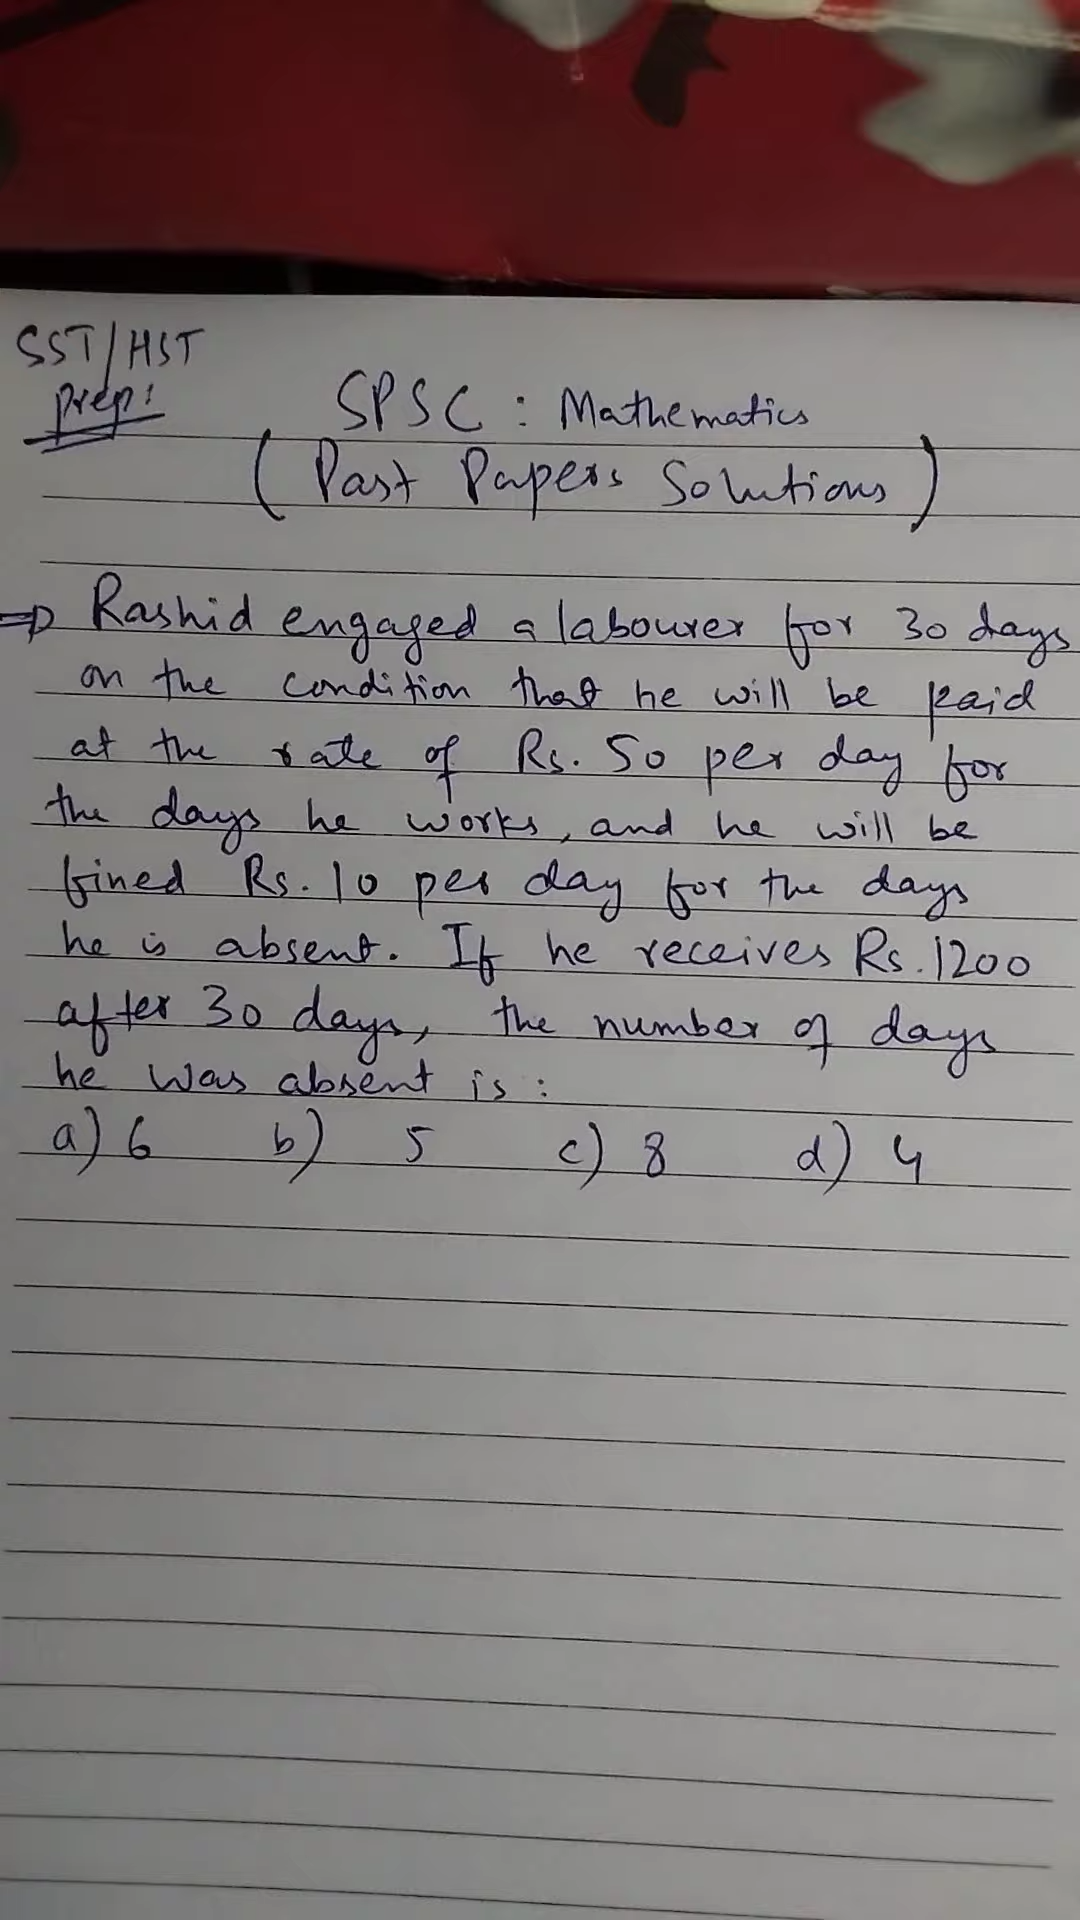 SST/HST
Prep:
SPSC : Mathematics
(Past Papers Solutions)
⇒ Rashid engaged a labourer for 30 days
on the condition that he will be paid
at the rate of Rs. 50 per day for
the days he works, and he will be
fined Rs. 10 per day for the days
he is absent. If he receives Rs. 1200
after 30 days, the number of days
he was absent is :
a) 6 b) 5 c) 8 d) 4